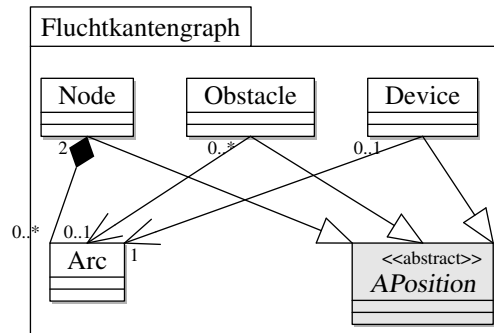 Fluchtkantengraph
Node
Obstacle
Device
2
0..*
0..1
0..*
0..1
1
Arc
<<abstract>>
APosition